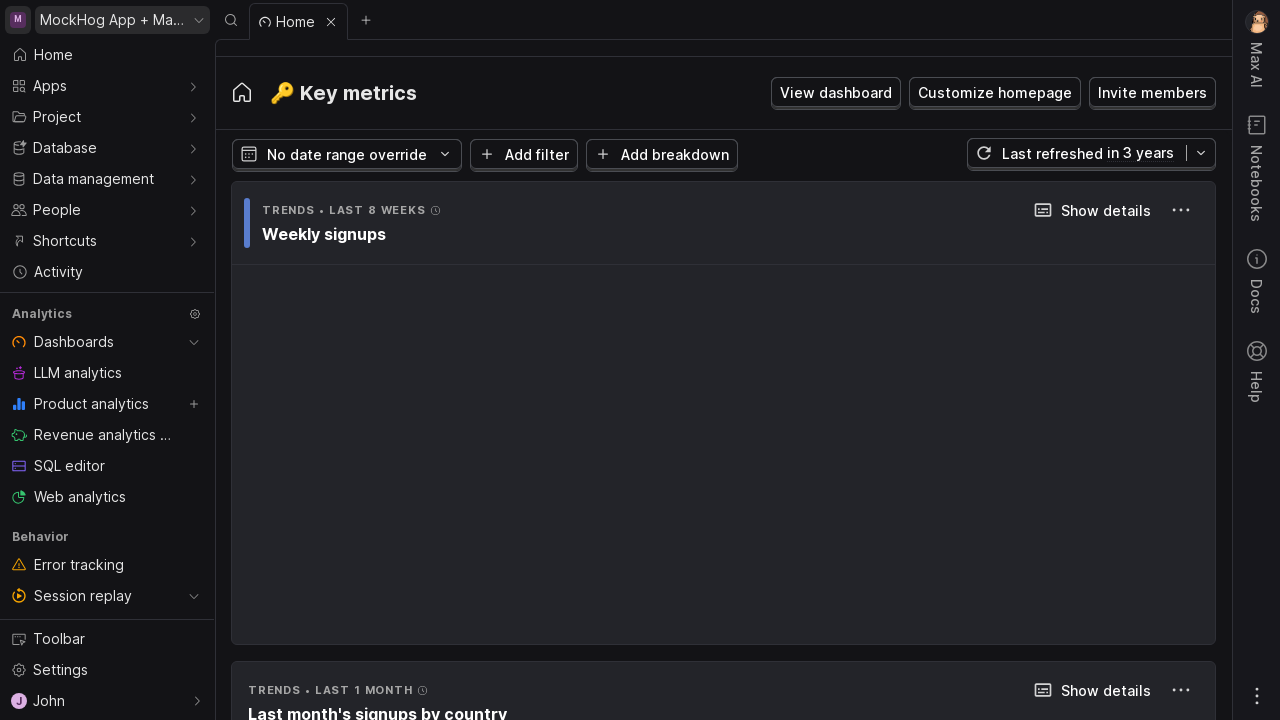 M
MockHog App + Ma...
Home
Home
Apps
Project
Database
Data management
People
Shortcuts
Activity
Analytics
Dashboards
LLM analytics
Product analytics
Revenue analytics ...
SQL editor
Web analytics
Behavior
Error tracking
Session replay
Toolbar
Settings
J
John
🔑 Key metrics
View dashboard
Customize homepage
Invite members
No date range override
Add filter
Add breakdown
Last refreshed in 3 years
TRENDS • LAST 8 WEEKS
Show details
Weekly signups
TRENDS • LAST 1 MONTH
Show details
Last month's signups by country
Max AI
Notebooks
Docs
Help